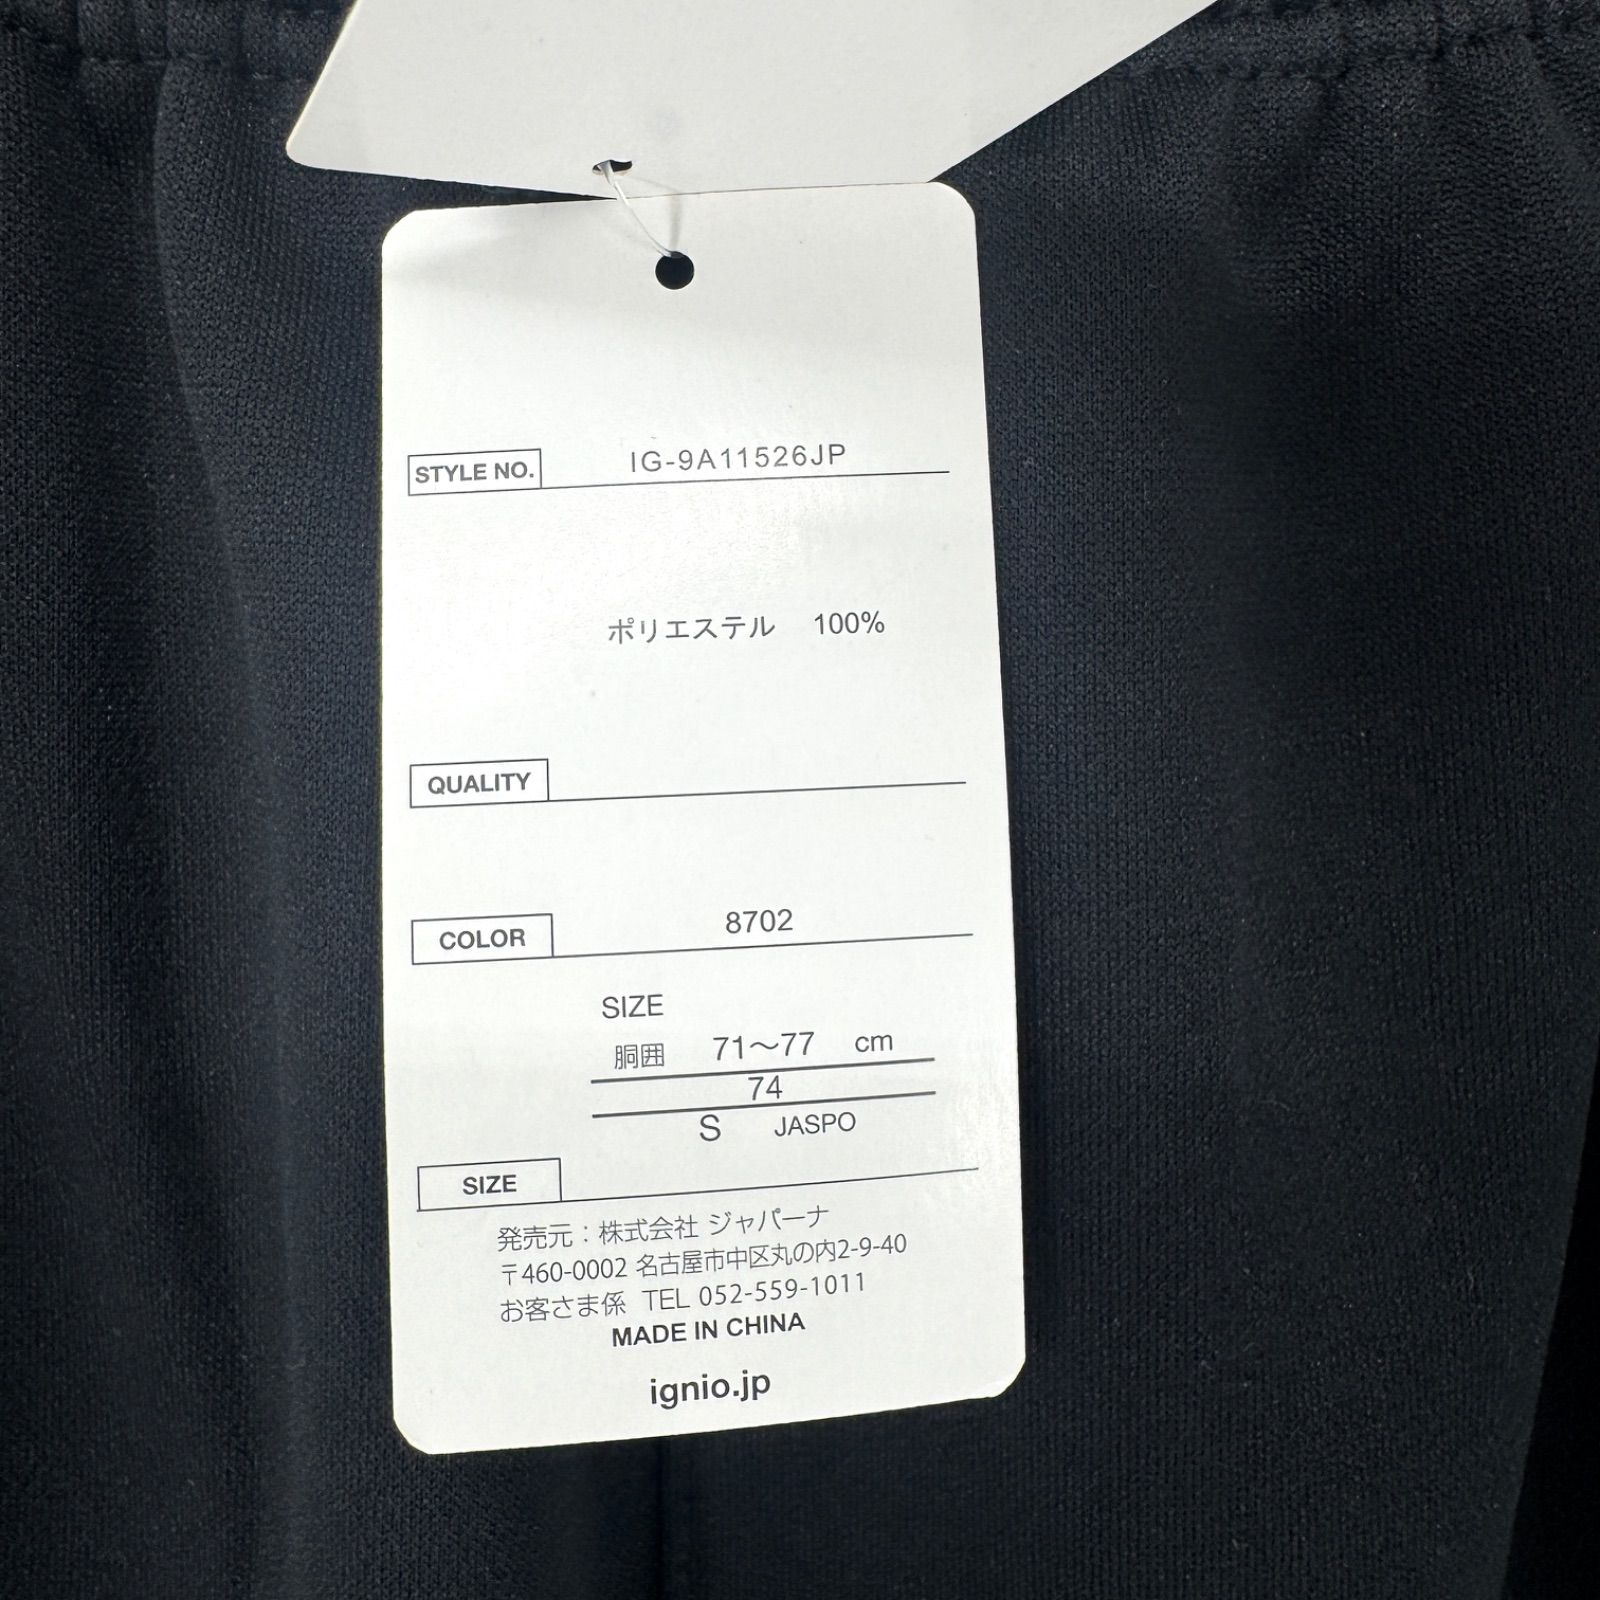 STYLE NO. IG-9A11526JP
ポリエステル 100%
QUALITY
COLOR 8702
SIZE
胴囲 71～77 cm
74
S JASPO
SIZE
発売元：株式会社 ジャパーナ
〒460-0002 名古屋市中区丸の内2-9-40
お客さま係 TEL 052-559-1011
MADE IN CHINA
ignio.jp